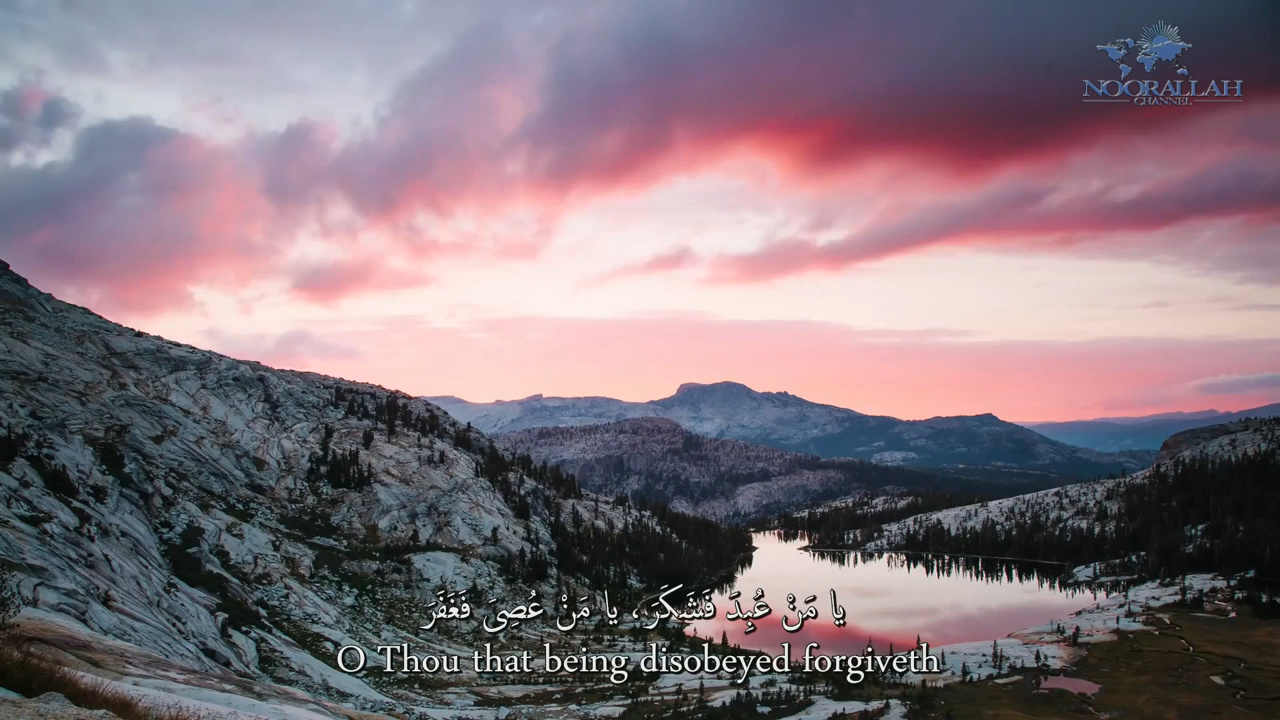 NOORALLAH
CHANNEL
يا مَنْ عُبِدَ فَشَكَرَ، يا مَنْ عُصِيَ فَغَفَرَ
O Thou that being disobeyed forgiveth